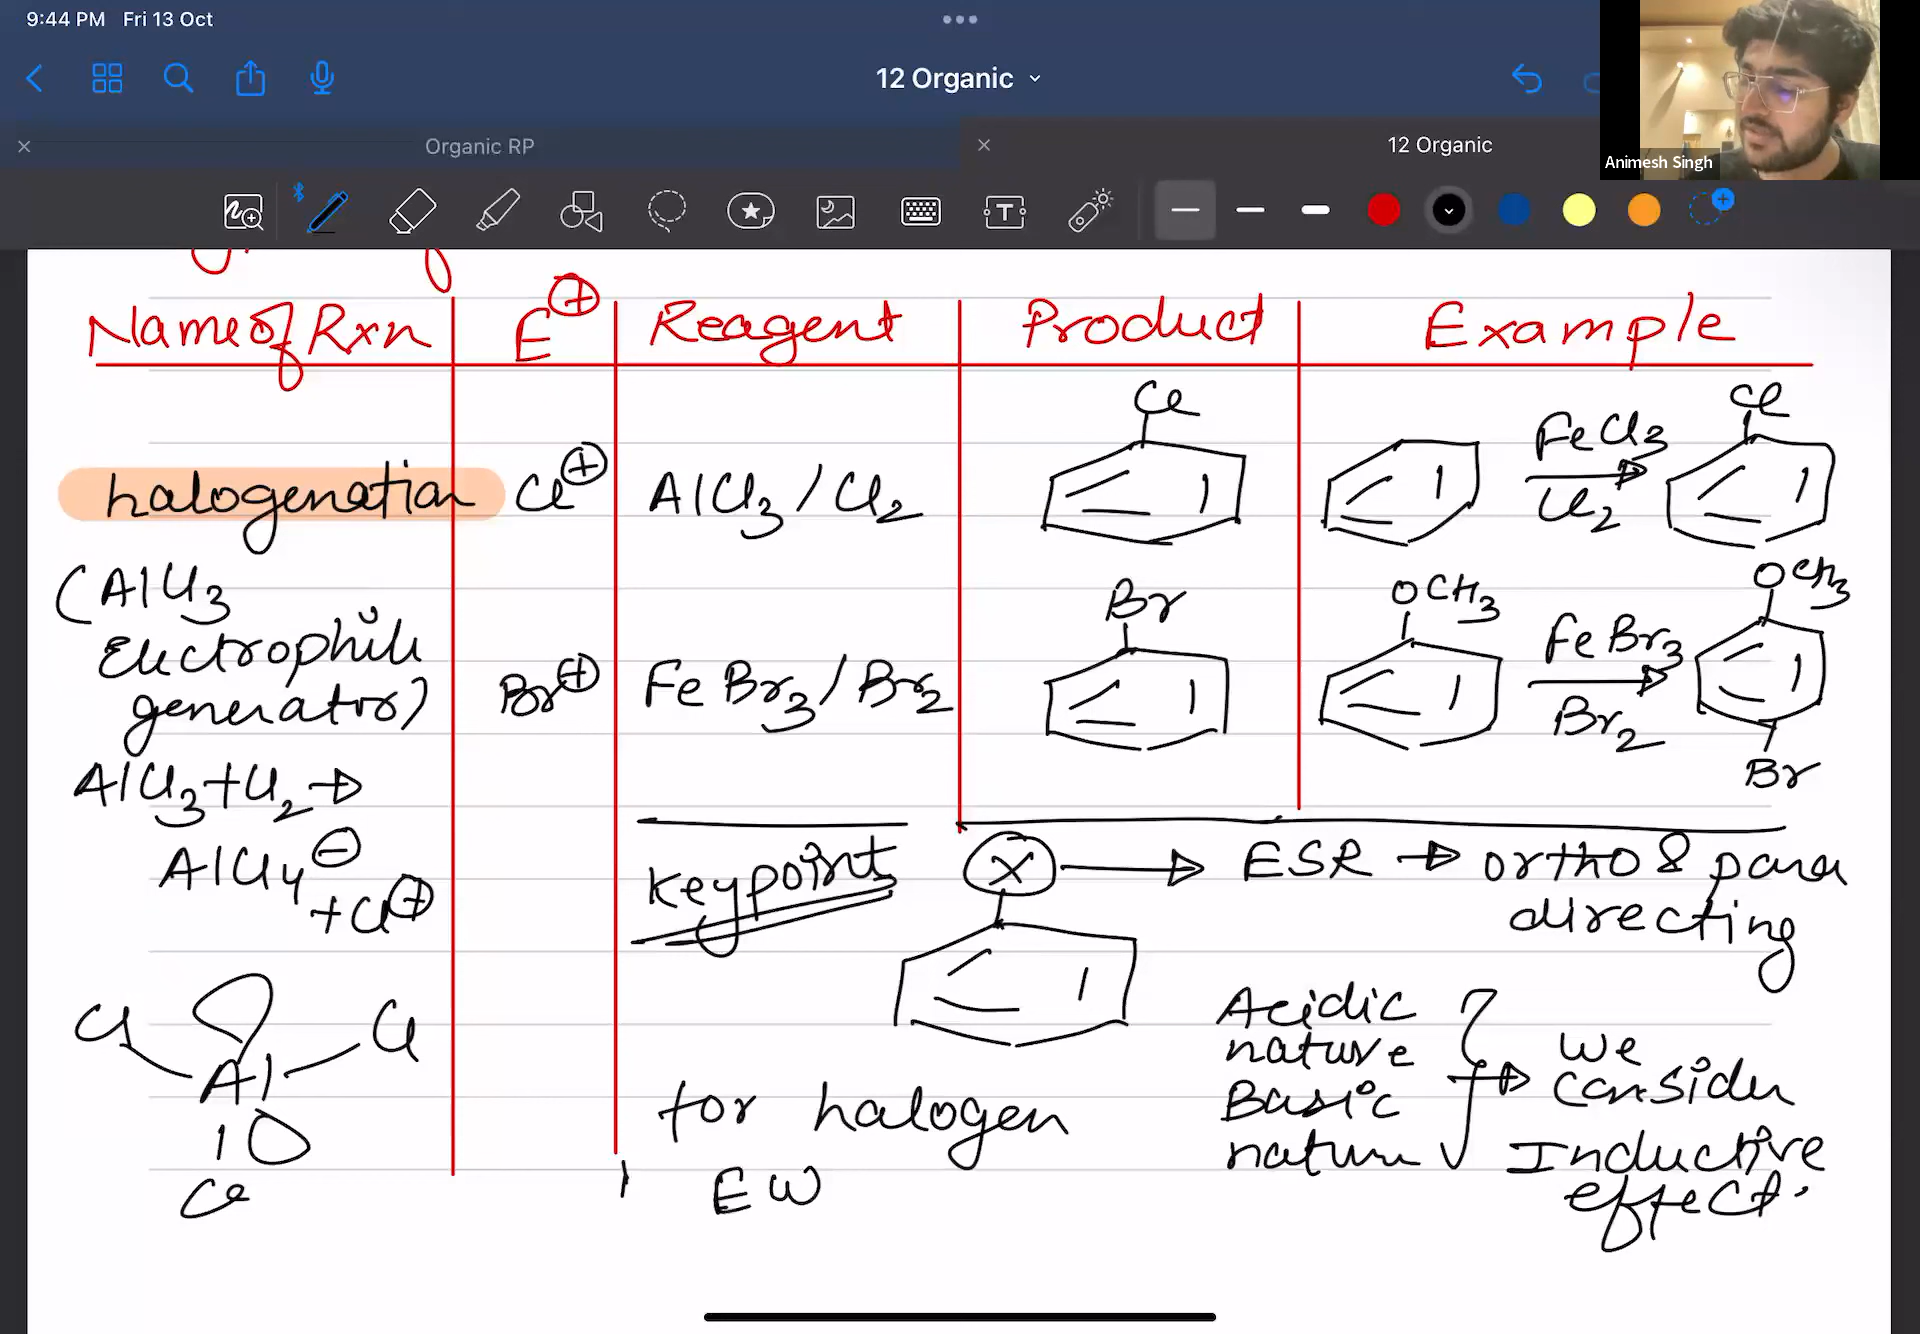 9:44 PM Fri 13 Oct
12 Organic
Organic RP
12 Organic
Animesh Singh
Name of Rxn E⊕ Reagent Product Example
Cl Cl
FeCl3
halogenation Cl⊕ AlCl3 / Cl2 Cl2
(AlCl3
Electrophile
generator)
Br OCH3 OCH3
FeBr3
Br⊕ FeBr3 / Br2 Br2
Br
AlCl3 + Cl2 →
AlCl4⊖
+ Cl⊕
Keypoint X → ESR → ortho & para
directing
Cl Cl
Al
Cl
for halogen
EW
Acidic
nature
Basic
nature
→ we
consider
Inductive
effect.